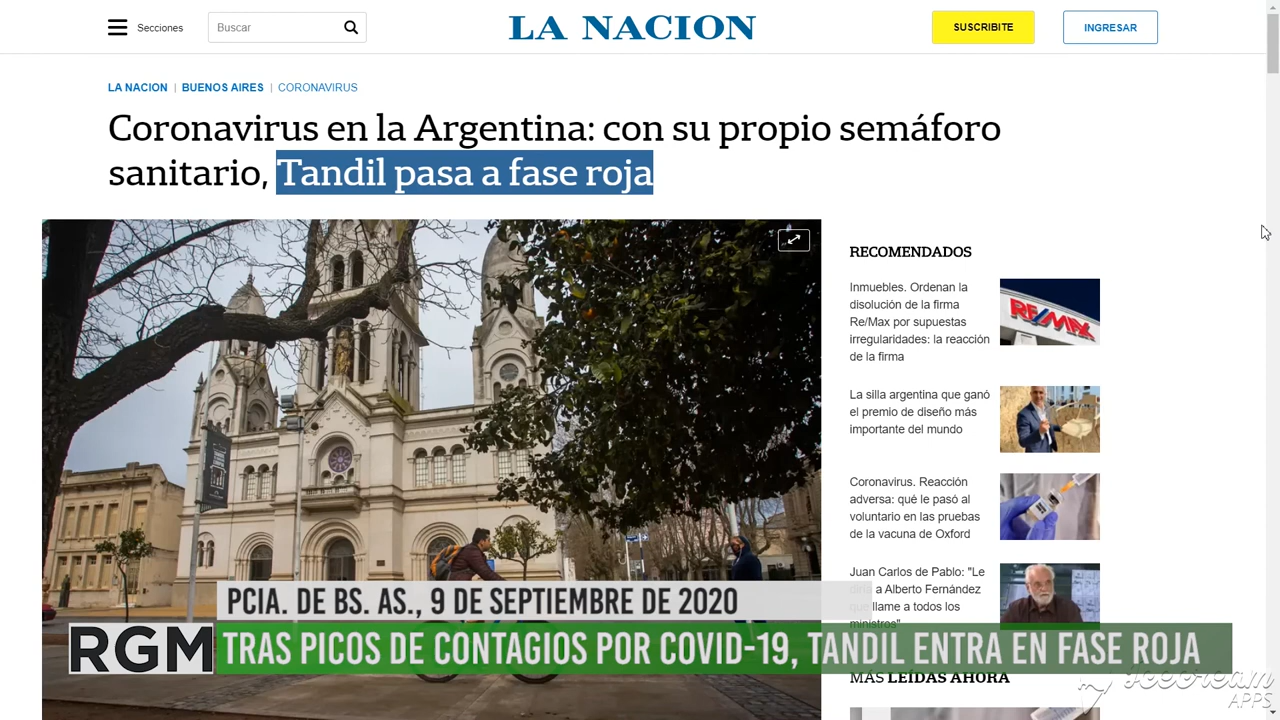 Secciones
Buscar
LA NACION
SUSCRIBITE
INGRESAR
LA NACION | BUENOS AIRES | CORONAVIRUS
Coronavirus en la Argentina: con su propio semáforo
sanitario, Tandil pasa a fase roja
RECOMENDADOS
Inmuebles. Ordenan la
disolución de la firma
Re/Max por supuestas
irregularidades: la reacción
de la firma
RE/MAX
La silla argentina que ganó
el premio de diseño más
importante del mundo
Coronavirus. Reacción
adversa: qué le pasó al
voluntario en las pruebas
de la vacuna de Oxford
Juan Carlos de Pablo: "Le
diría a Alberto Fernández
que llame a todos los
ministros"
PCIA. DE BS. AS., 9 DE SEPTIEMBRE DE 2020
RGM
TRAS PICOS DE CONTAGIOS POR COVID-19, TANDIL ENTRA EN FASE ROJA
MÁS LEÍDAS AHORA
icecream
APPS